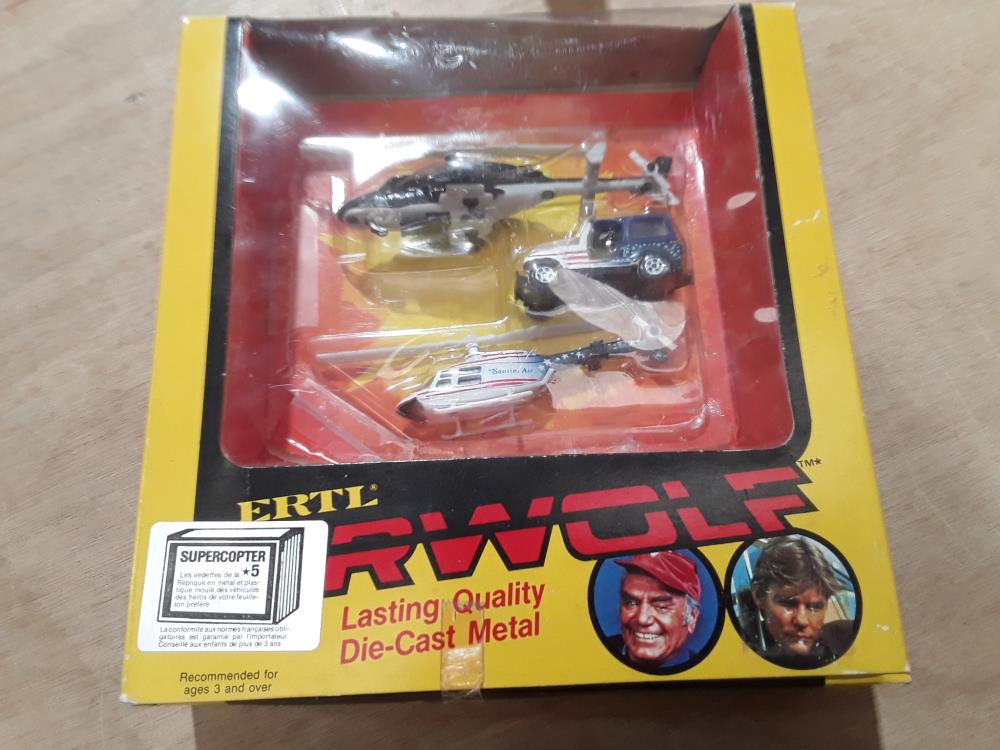 Santini Air
ERTL®
RWOLF TM*
SUPERCOPTER
Les vedettes de la ★5
Réplique en métal et plas-
tique moulé des véhicules
des héros de votre feuille-
ton préféré.
La conformité aux normes françaises obli-
gatoires est garantie par l'importateur
Conseillé aux enfants de plus de 3 ans
Lasting Quality
Die-Cast Metal
Recommended for
ages 3 and over